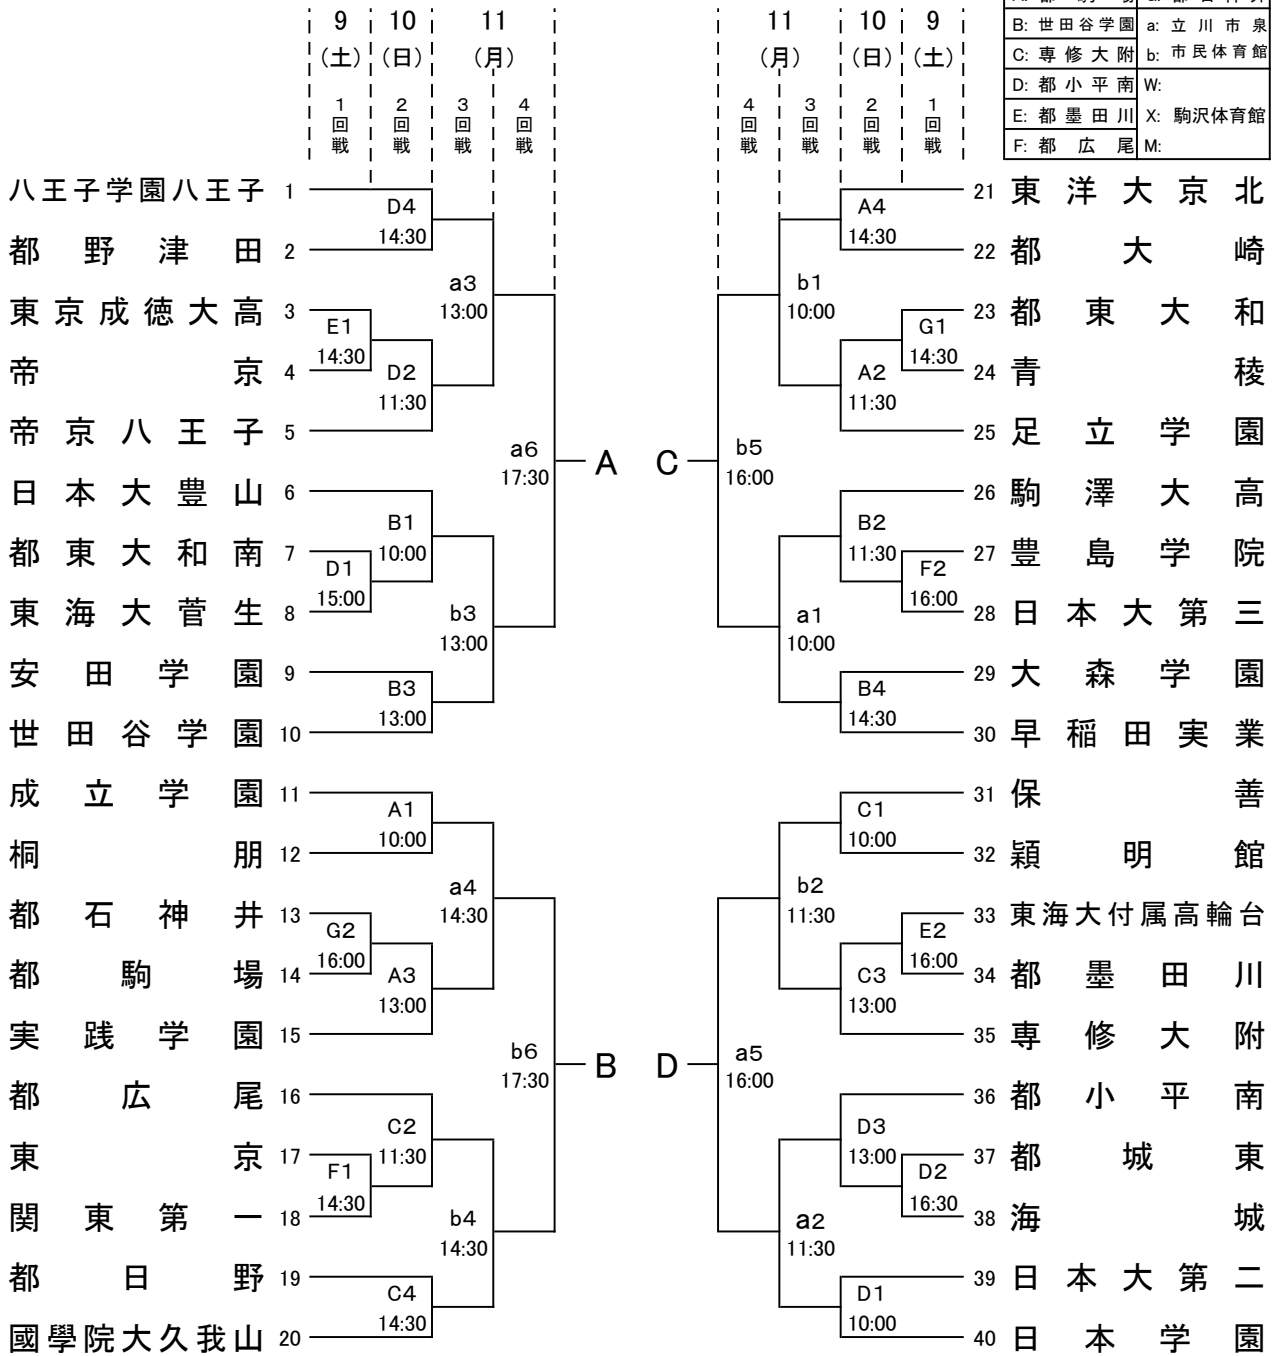 9 10 11
(土) (日) (月)
1回戦 2回戦 3回戦 4回戦
11 10 9
(月) (日) (土)
4回戦 3回戦 2回戦 1回戦
B: 世田谷学園 a: 立川市泉
C: 専修大附 b: 市民体育館
D: 都小平南 W:
E: 都墨田川 X: 駒沢体育館
F: 都広尾 M:
八王子学園八王子 1
都野津田 2
東京成徳大高 3
帝京 4
帝京八王子 5
日本大豊山 6
都東大和南 7
東海大菅生 8
安田学園 9
世田谷学園 10
成立学園 11
桐朋 12
都石神井 13
都駒場 14
実践学園 15
都広尾 16
東京 17
関東第一 18
都日野 19
國學院大久我山 20
D4
14:30
E1
14:30
D2
11:30
a3
13:00
B1
10:00
D1
15:00
b3
13:00
B3
13:00
a6
17:30
A
A1
10:00
G2
16:00
A3
13:00
a4
14:30
C2
11:30
F1
14:30
b4
14:30
C4
14:30
b6
17:30
B
21 東洋大京北
22 都大崎
23 都東大和
24 青稜
25 足立学園
26 駒澤大高
27 豊島学院
28 日本大第三
29 大森学園
30 早稲田実業
31 保善
32 穎明館
33 東海大付属高輪台
34 都墨田川
35 専修大附
36 都小平南
37 都城東
38 海城
39 日本大第二
40 日本学園
A4
14:30
b1
10:00
G1
14:30
A2
11:30
C
b5
16:00
B2
11:30
F2
16:00
a1
10:00
B4
14:30
C1
10:00
b2
11:30
E2
16:00
C3
13:00
D
a5
16:00
D3
13:00
D2
16:30
a2
11:30
D1
10:00